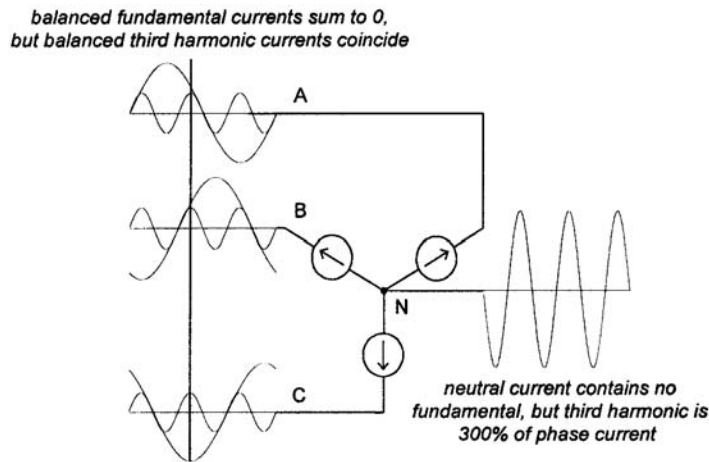 balanced fundamental currents sum to 0,
but balanced third harmonic currents coincide
A
B
N
C
neutral current contains no
fundamental, but third harmonic is
300% of phase current